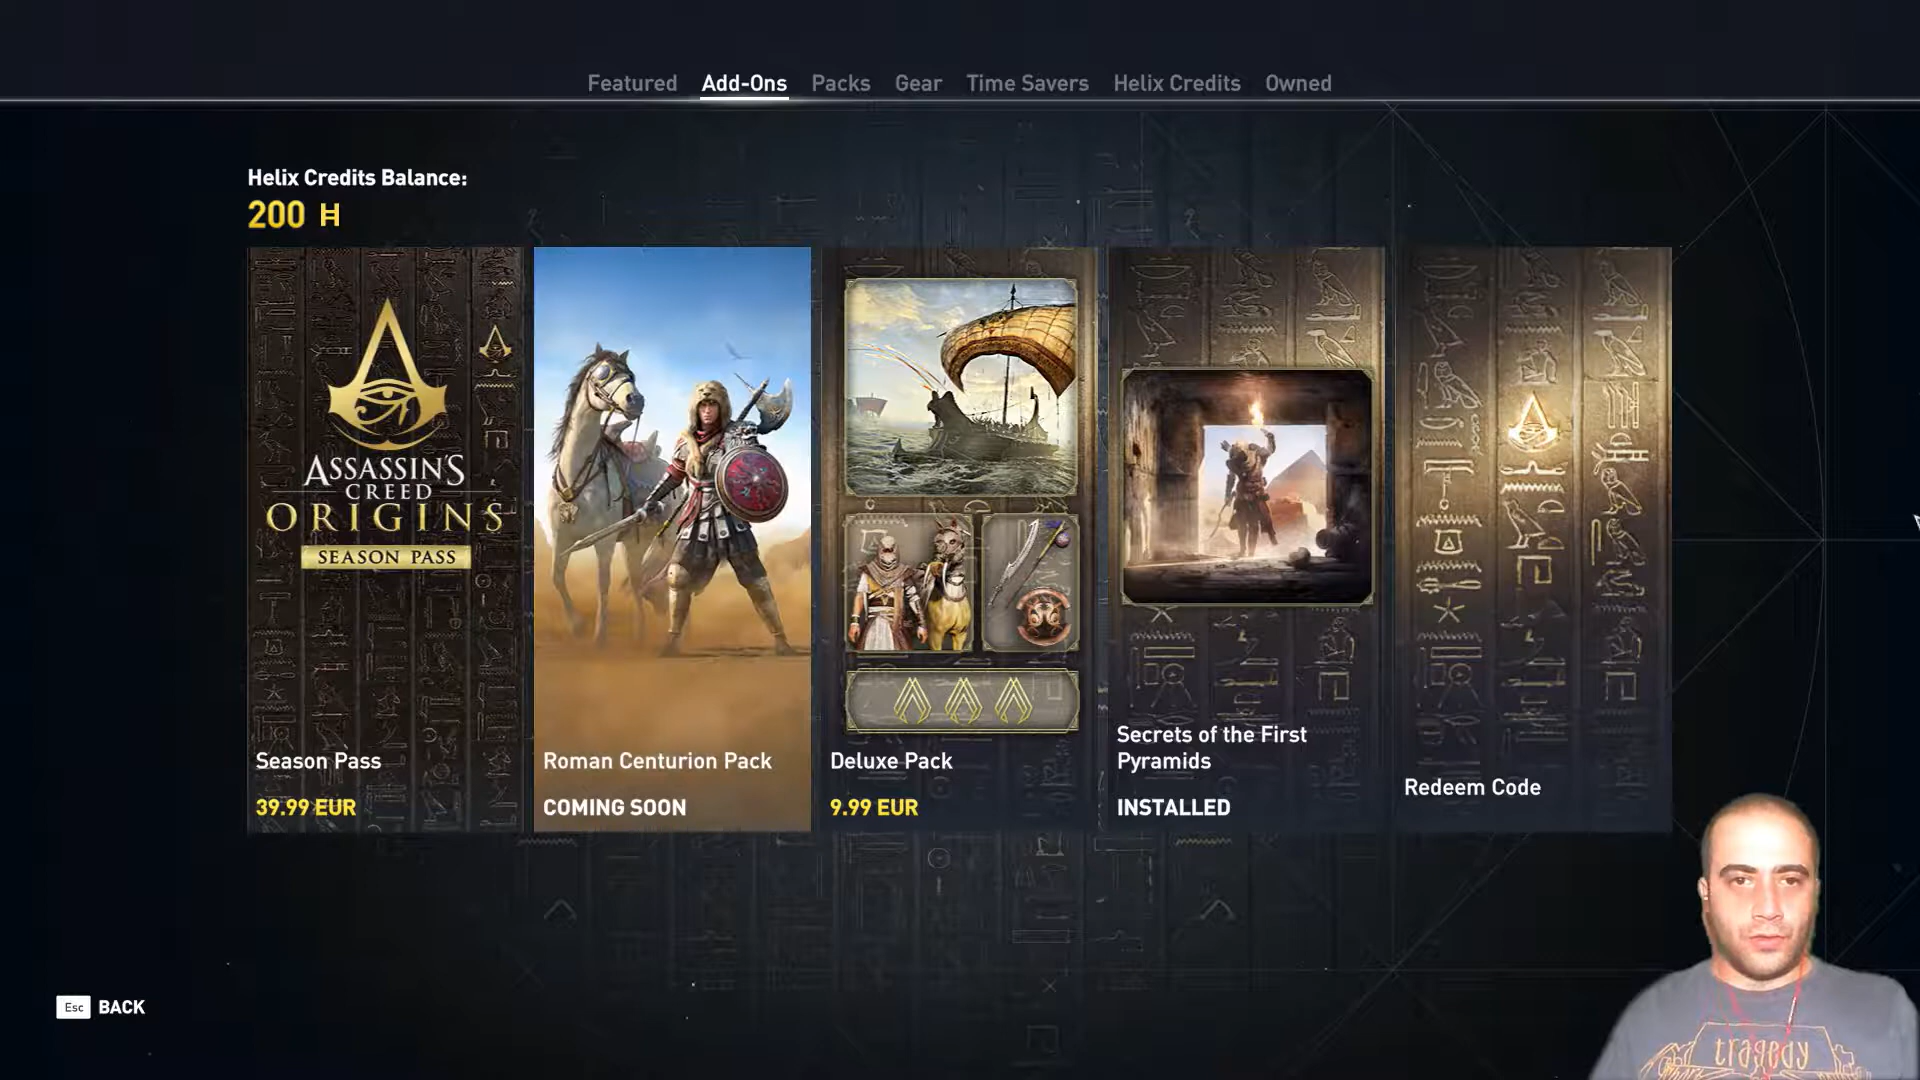 Featured
Add-Ons
Packs
Gear
Time Savers
Helix Credits
Owned
Helix Credits Balance:
200 H
ASSASSIN'S
CREED
ORIGINS
SEASON PASS
Season Pass
39.99 EUR
Roman Centurion Pack
COMING SOON
Deluxe Pack
9.99 EUR
Secrets of the First
Pyramids
INSTALLED
Redeem Code
Esc BACK
tragedy